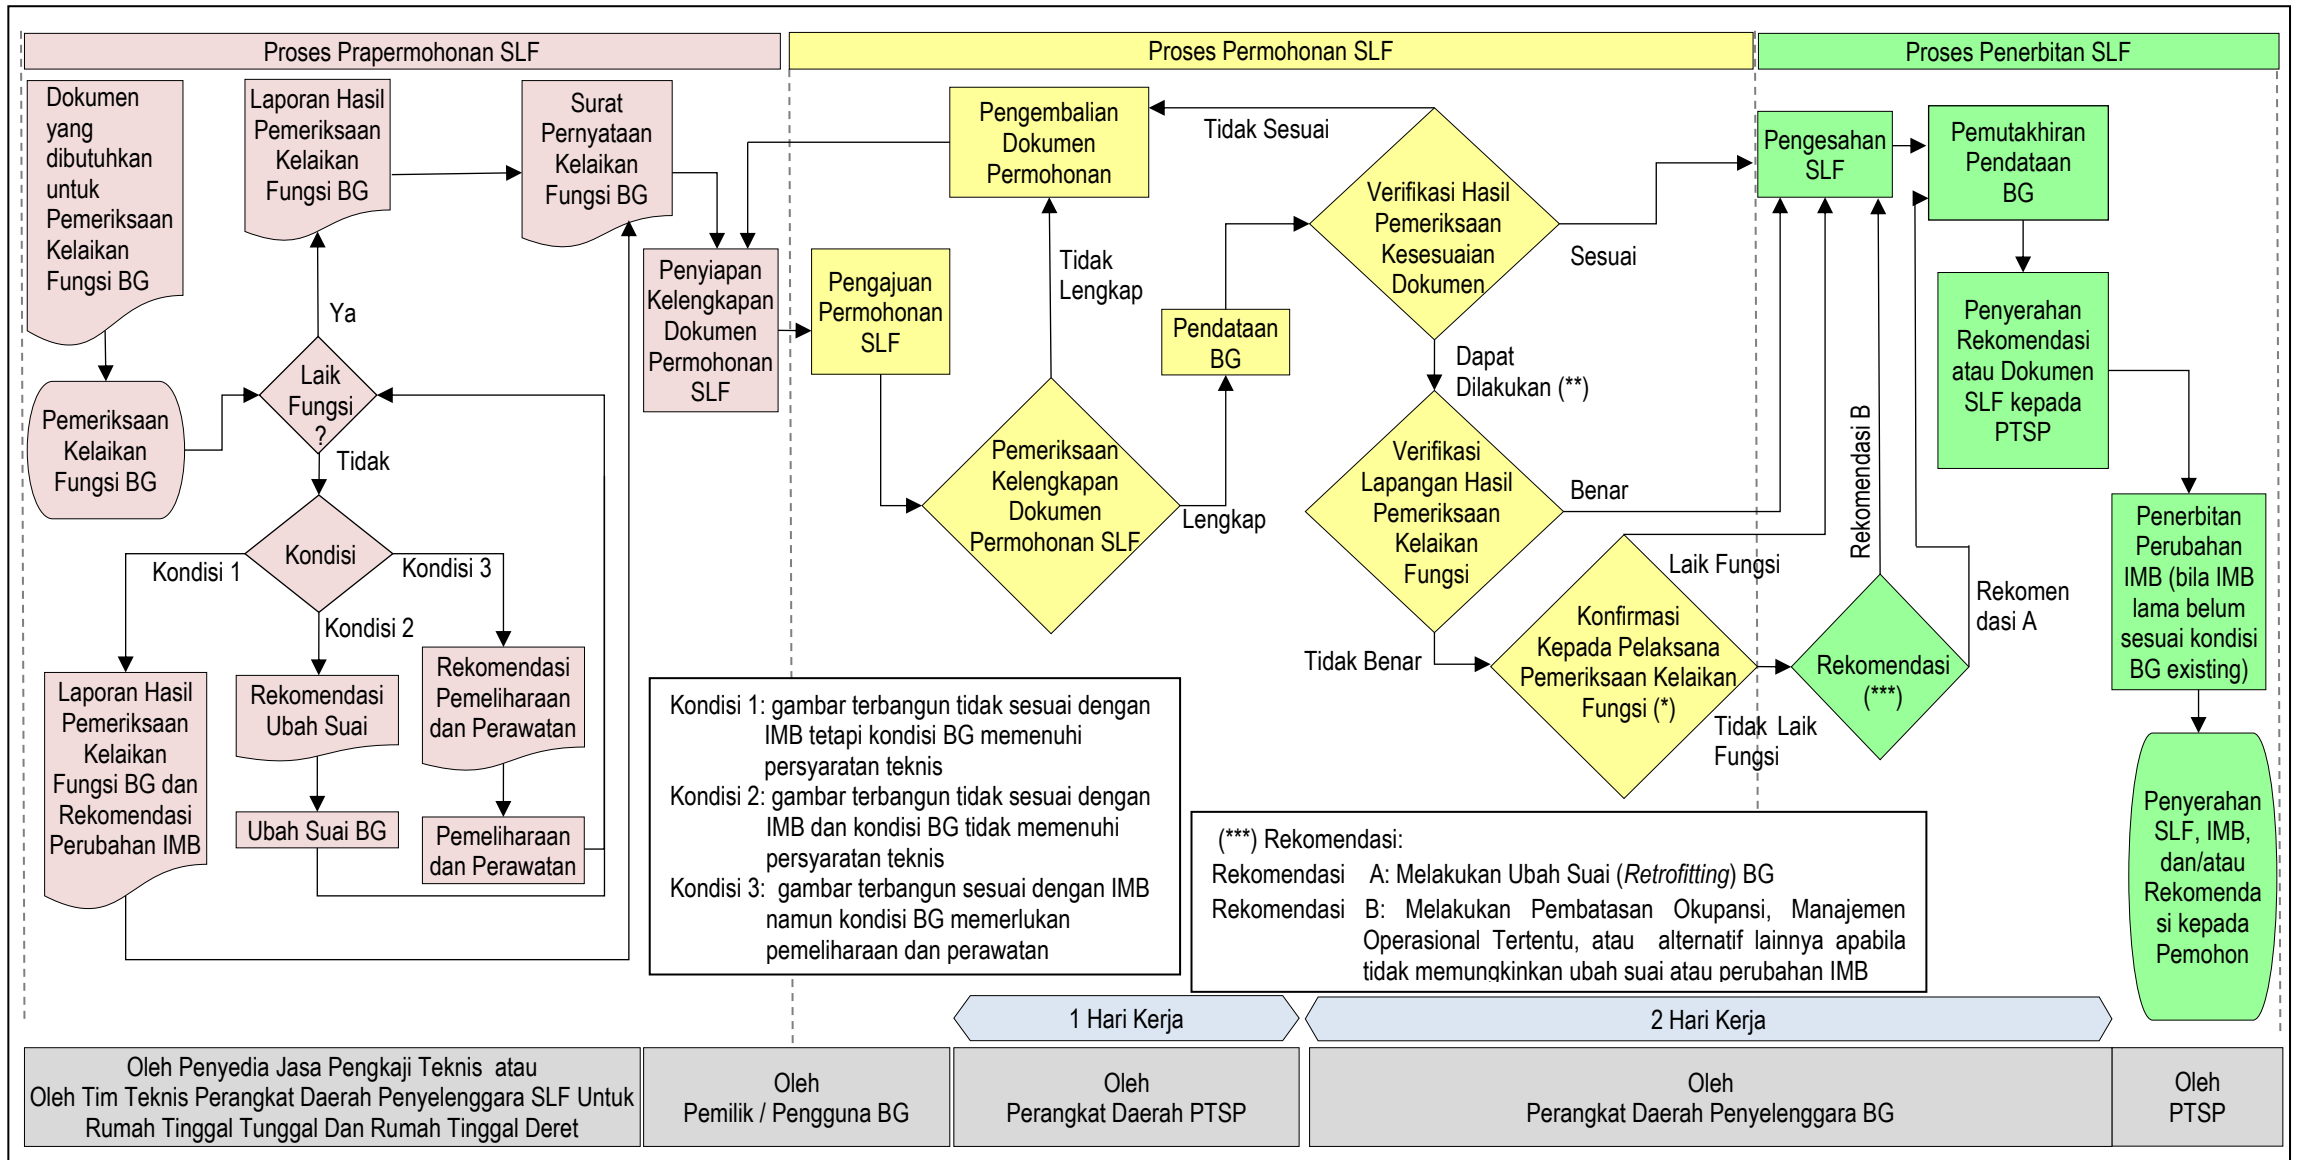 Proses Prapermohonan SLF
Proses Permohonan SLF
Proses Penerbitan SLF
Dokumen
yang
dibutuhkan
untuk
Pemeriksaan
Kelaikan
Fungsi BG
Laporan Hasil
Pemeriksaan
Kelaikan
Fungsi BG
Surat
Pernyataan
Kelaikan
Fungsi BG
Ya
Pemeriksaan
Kelaikan
Fungsi BG
Laik
Fungsi
?
Tidak
Kondisi
Kondisi 1
Kondisi 3
Kondisi 2
Laporan Hasil
Pemeriksaan
Kelaikan
Fungsi BG dan
Rekomendasi
Perubahan IMB
Rekomendasi
Ubah Suai
Ubah Suai BG
Rekomendasi
Pemeliharaan
dan Perawatan
Pemeliharaan
dan Perawatan
Penyiapan
Kelengkapan
Dokumen
Permohonan
SLF
Pengajuan
Permohonan
SLF
Pengembalian
Dokumen
Permohonan
Tidak
Lengkap
Pemeriksaan
Kelengkapan
Dokumen
Permohonan SLF
Lengkap
Pendataan
BG
Tidak Sesuai
Verifikasi Hasil
Pemeriksaan
Kesesuaian
Dokumen
Sesuai
Dapat
Dilakukan (**)
Verifikasi
Lapangan Hasil
Pemeriksaan
Kelaikan
Fungsi
Benar
Tidak Benar
Konfirmasi
Kepada Pelaksana
Pemeriksaan Kelaikan
Fungsi (*)
Laik Fungsi
Tidak Laik
Fungsi
Pengesahan
SLF
Pemutakhiran
Pendataan
BG
Penyerahan
Rekomendasi
atau Dokumen
SLF kepada
PTSP
Rekomendasi B
Rekomendasi
(***)
Rekomen
dasi A
Penerbitan
Perubahan
IMB (bila IMB
lama belum
sesuai kondisi
BG existing)
Penyerahan
SLF, IMB,
dan/atau
Rekomenda
si kepada
Pemohon
Kondisi 1: gambar terbangun tidak sesuai dengan
IMB tetapi kondisi BG memenuhi
persyaratan teknis
Kondisi 2: gambar terbangun tidak sesuai dengan
IMB dan kondisi BG tidak memenuhi
persyaratan teknis
Kondisi 3: gambar terbangun sesuai dengan IMB
namun kondisi BG memerlukan
pemeliharaan dan perawatan
(***) Rekomendasi:
Rekomendasi A: Melakukan Ubah Suai (Retrofitting) BG
Rekomendasi B: Melakukan Pembatasan Okupansi, Manajemen
Operasional Tertentu, atau alternatif lainnya apabila
tidak memungkinkan ubah suai atau perubahan IMB
1 Hari Kerja
2 Hari Kerja
Oleh Penyedia Jasa Pengkaji Teknis atau
Oleh Tim Teknis Perangkat Daerah Penyelenggara SLF Untuk
Rumah Tinggal Tunggal Dan Rumah Tinggal Deret
Oleh
Pemilik / Pengguna BG
Oleh
Perangkat Daerah PTSP
Oleh
Perangkat Daerah Penyelenggara BG
Oleh
PTSP